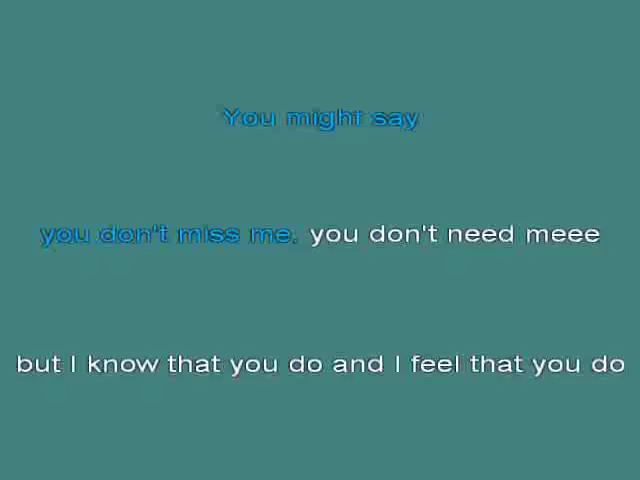 You might say
you don't miss me, you don't need meee
but I know that you do and I feel that you do